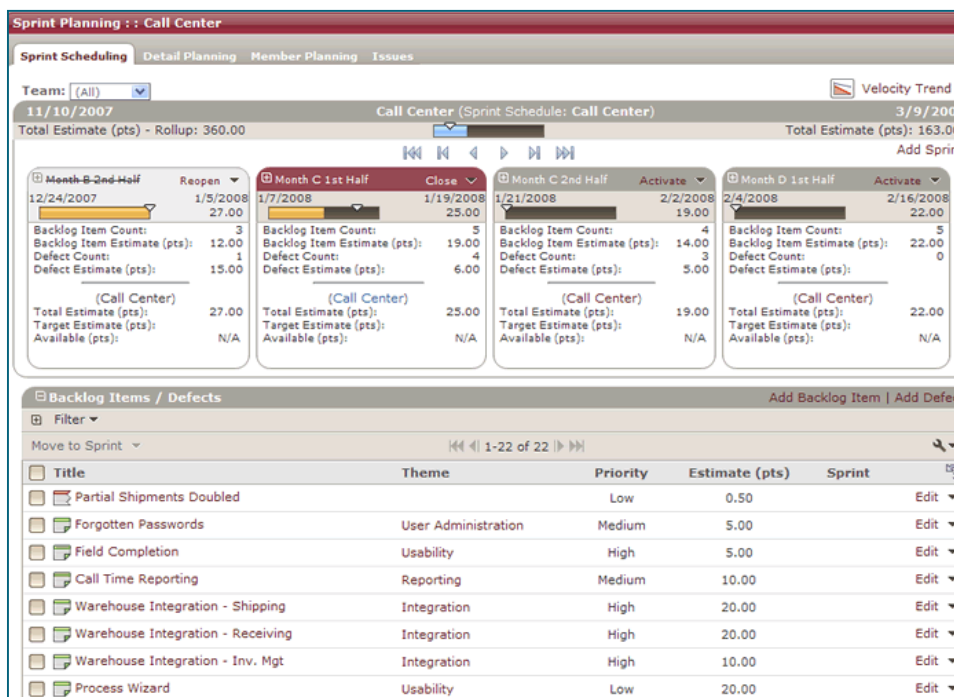 Sprint Planning : : Call Center
Sprint Scheduling Detail Planning Member Planning Issues
Team: (All) Velocity Trend
11/10/2007 Call Center (Sprint Schedule: Call Center) 3/9/200
Total Estimate (pts) - Rollup: 360.00 Total Estimate (pts): 163.0
Add Sprin
Month B 2nd Half Reopen
12/24/2007 1/5/2008
27.00
Backlog Item Count: 3
Backlog Item Estimate (pts): 12.00
Defect Count: 1
Defect Estimate (pts): 15.00
(Call Center)
Total Estimate (pts): 27.00
Target Estimate (pts):
Available (pts): N/A
Month C 1st Half Close
1/7/2008 1/19/2008
25.00
Backlog Item Count: 5
Backlog Item Estimate (pts): 19.00
Defect Count: 4
Defect Estimate (pts): 6.00
(Call Center)
Total Estimate (pts): 25.00
Target Estimate (pts):
Available (pts): N/A
Month C 2nd Half Activate
1/21/2008 2/2/2008
19.00
Backlog Item Count: 4
Backlog Item Estimate (pts): 14.00
Defect Count: 3
Defect Estimate (pts): 5.00
(Call Center)
Total Estimate (pts): 19.00
Target Estimate (pts):
Available (pts): N/A
Month D 1st Half Activate
2/4/2008 2/16/2008
22.00
Backlog Item Count: 5
Backlog Item Estimate (pts): 22.00
Defect Count: 0
Defect Estimate (pts):
(Call Center)
Total Estimate (pts): 22.00
Target Estimate (pts):
Available (pts): N/A
Backlog Items / Defects Add Backlog Item | Add Defe
Filter
Move to Sprint 1-22 of 22
Title Theme Priority Estimate (pts) Sprint
Partial Shipments Doubled Low 0.50 Edit
Forgotten Passwords User Administration Medium 5.00 Edit
Field Completion Usability High 5.00 Edit
Call Time Reporting Reporting Medium 10.00 Edit
Warehouse Integration - Shipping Integration High 20.00 Edit
Warehouse Integration - Receiving Integration High 20.00 Edit
Warehouse Integration - Inv. Mgt Integration High 10.00 Edit
Process Wizard Usability Low 20.00 Edit